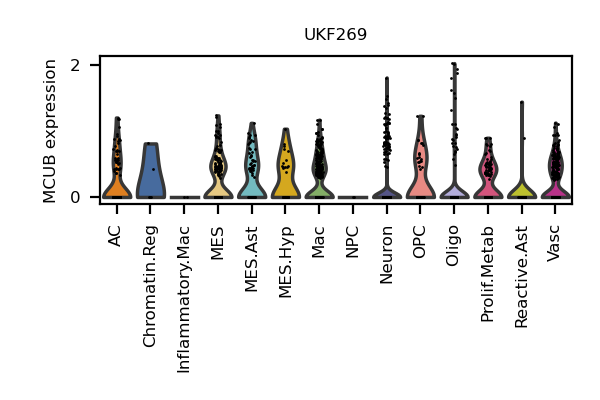 UKF269
MCUB expression
2
0
AC
Chromatin.Reg
Inflammatory.Mac
MES
MES.Ast
MES.Hyp
Mac
NPC
Neuron
OPC
Oligo
Prolif.Metab
Reactive.Ast
Vasc